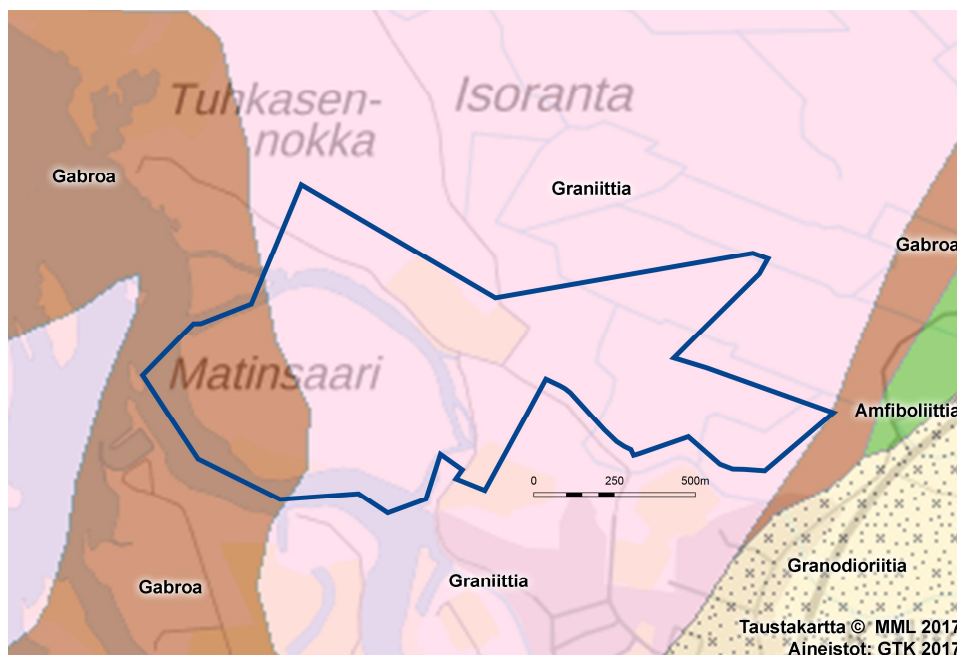 Tuhkasen-
nokka
Isoranta
Gabroa
Graniittia
Gabroa
Matinsaari
Amfiboliittia
0 250 500m
Granodioriitia
Gabroa
Graniittia
Taustakartta © MML 2017
Aineistot: GTK 2017